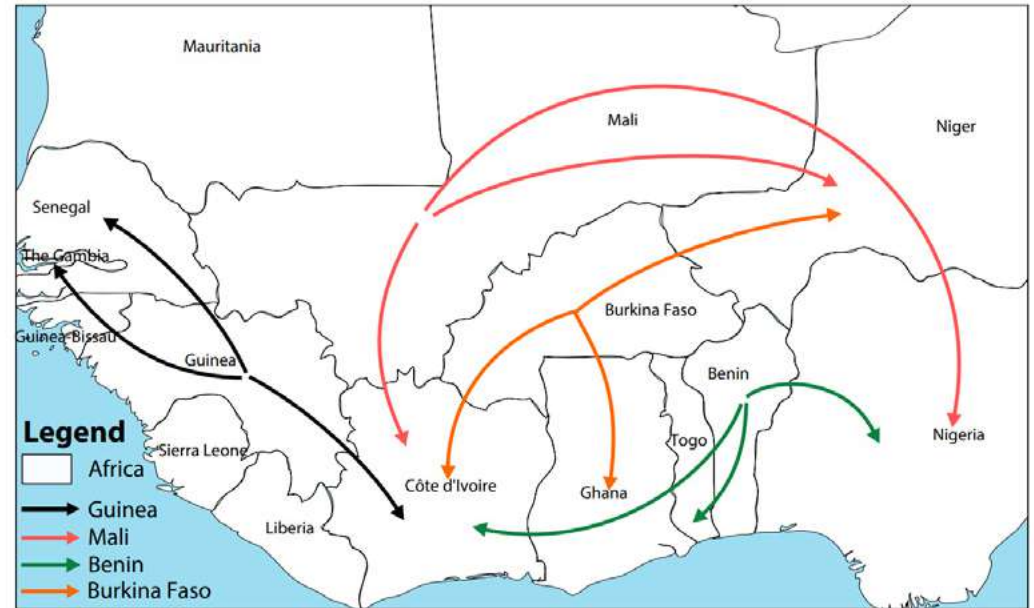 Mauritania
Mali
Niger
Senegal
The Gambia
Burkina Faso
Guinea-Bissau
Guinea
Benin
Sierra Leone
Togo
Nigeria
Côte d'Ivoire
Ghana
Liberia
Legend
Africa
Guinea
Mali
Benin
Burkina Faso